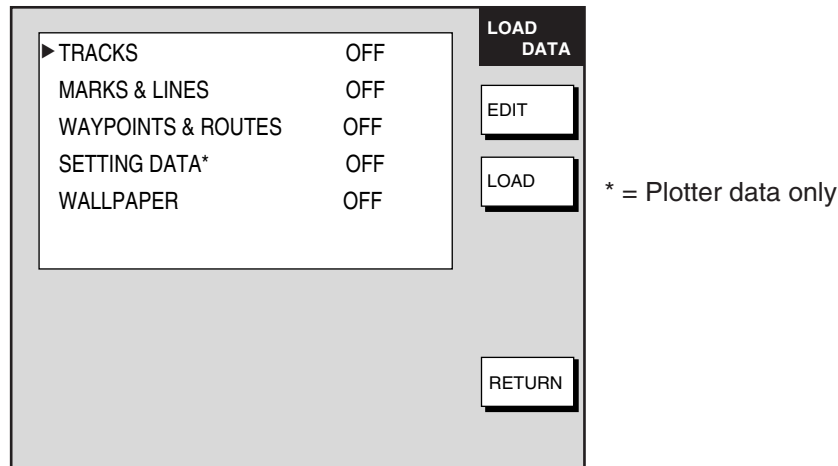 LOAD
DATA
▶TRACKS OFF
MARKS & LINES OFF
WAYPOINTS & ROUTES OFF
SETTING DATA* OFF
WALLPAPER OFF
EDIT
LOAD
* = Plotter data only
RETURN